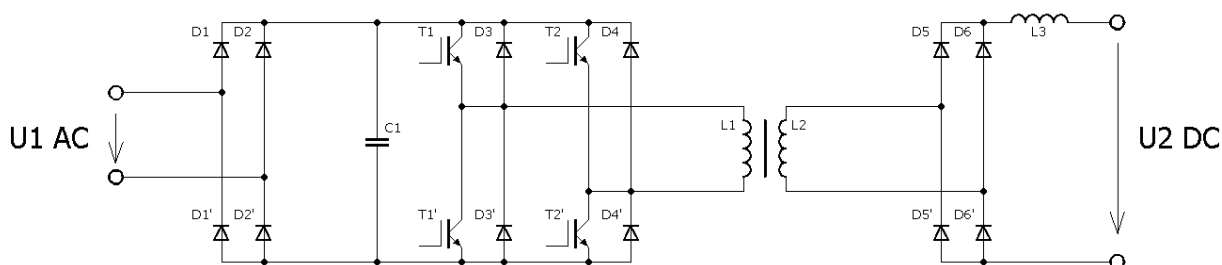 D1 D2 T1 D3 T2 D4 D5 D6 L3
U1 AC C1 L1 L2 U2 DC
D1' D2' T1' D3' T2' D4' D5' D6'